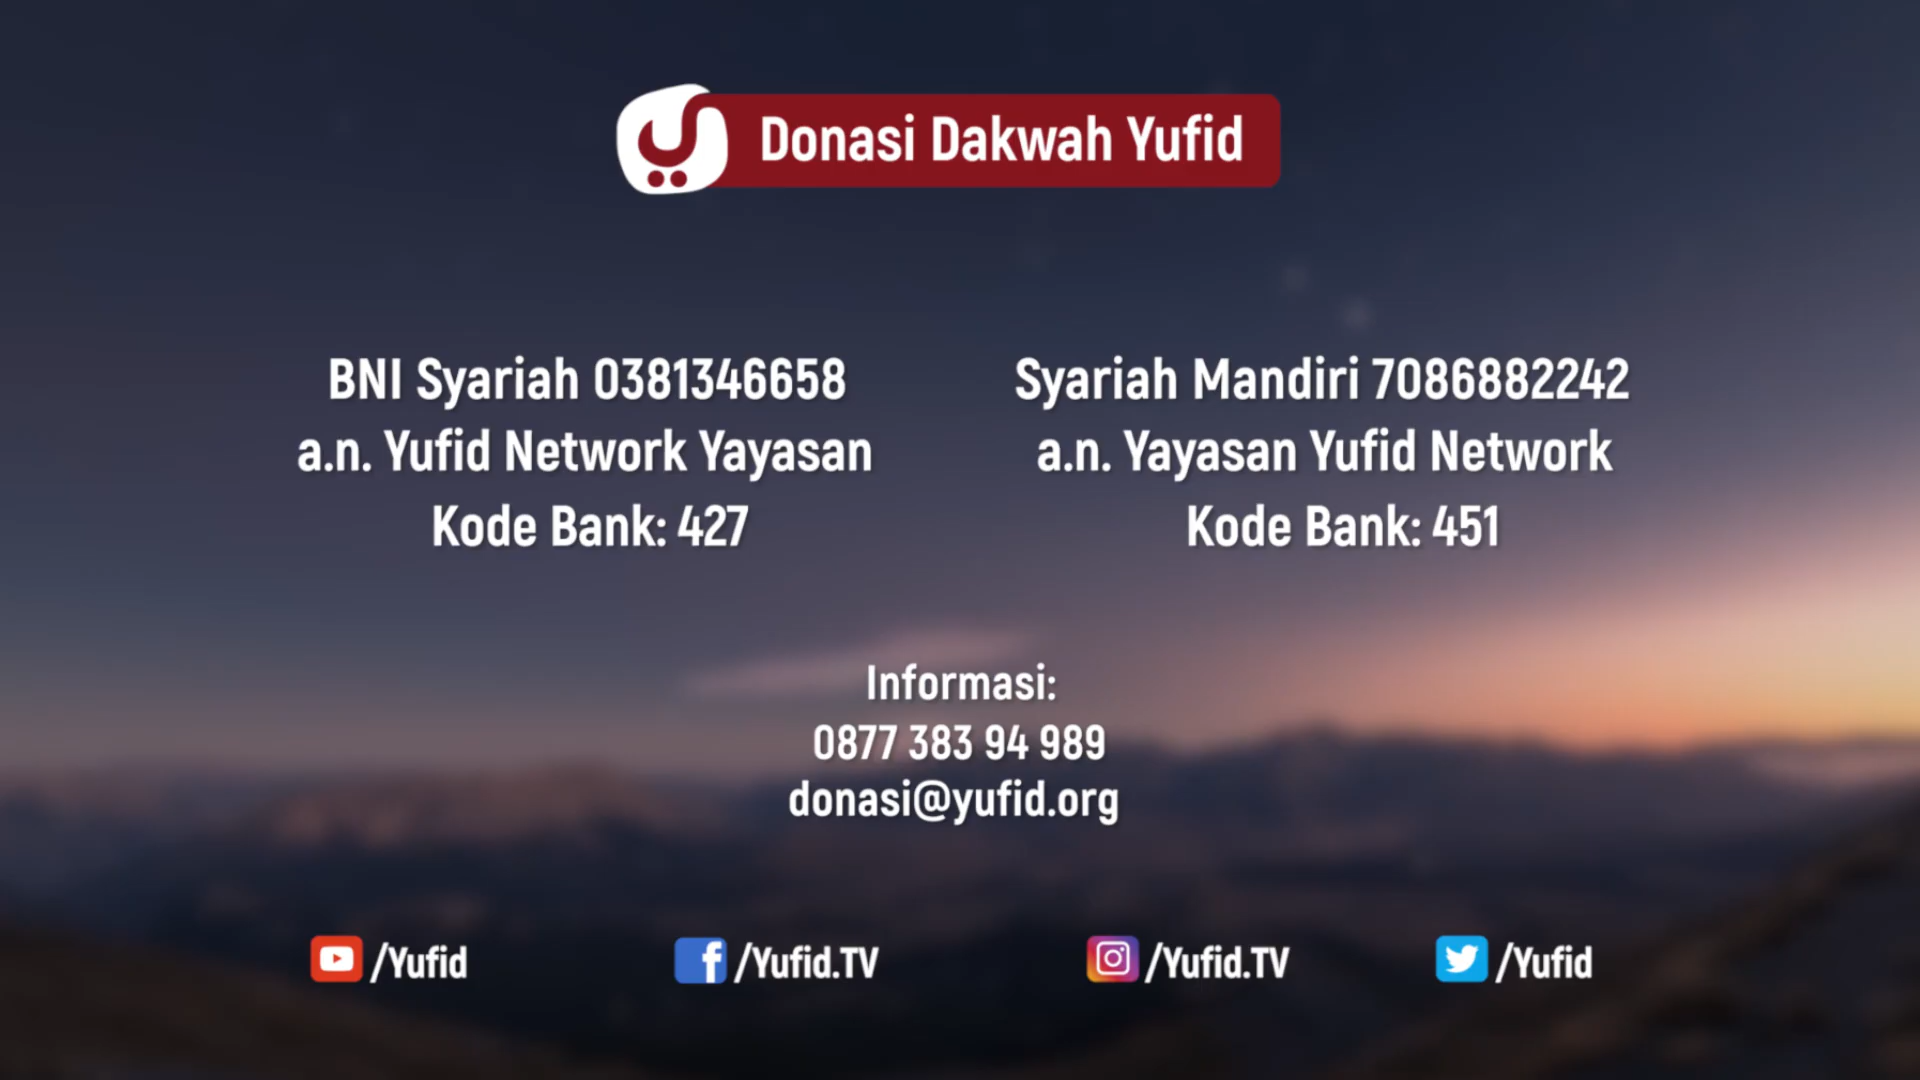 Donasi Dakwah Yufid
BNI Syariah 0381346658
a.n. Yufid Network Yayasan
Kode Bank: 427
Syariah Mandiri 7086882242
a.n. Yayasan Yufid Network
Kode Bank: 451
Informasi:
0877 383 94 989
donasi@yufid.org
/Yufid
/Yufid.TV
/Yufid.TV
/Yufid